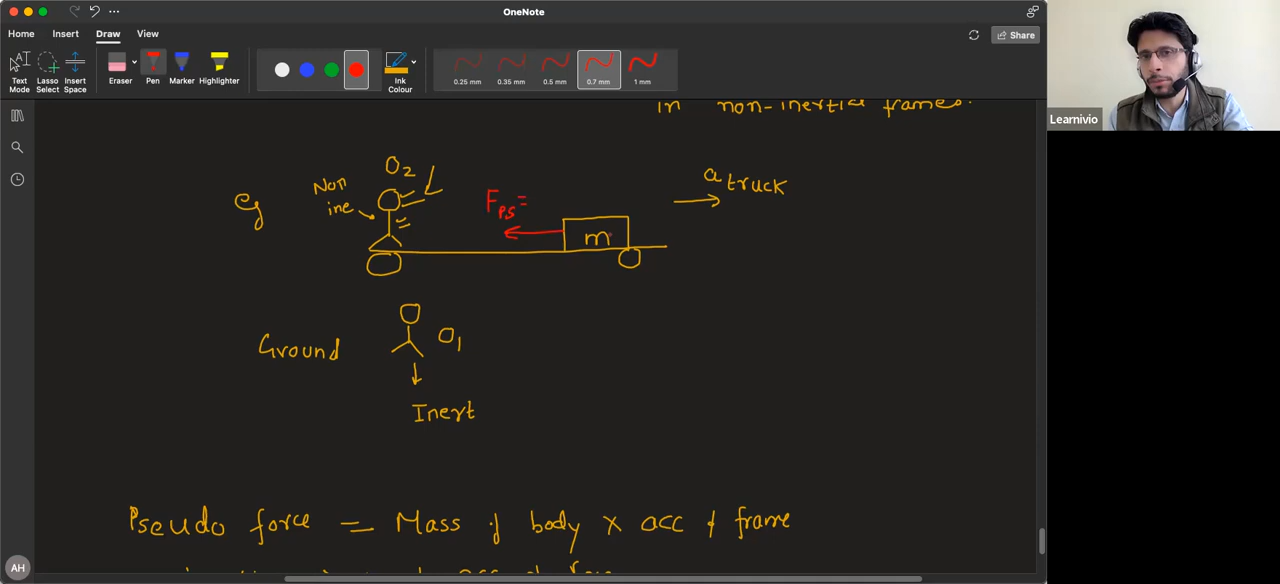 OneNote
Home Insert Draw View
Share
Text Mode
Lasso Select
Insert Space
Eraser
Pen
Marker
Highlighter
Ink Colour
0.25 mm
0.35 mm
0.5 mm
0.7 mm
1 mm
Learnivio
in non-inertial frames.
O2
Non ine
eg
FPS=
m
a truck
Ground
O1
Inert
Pseudo force = Mass of body x acc of frame
AH